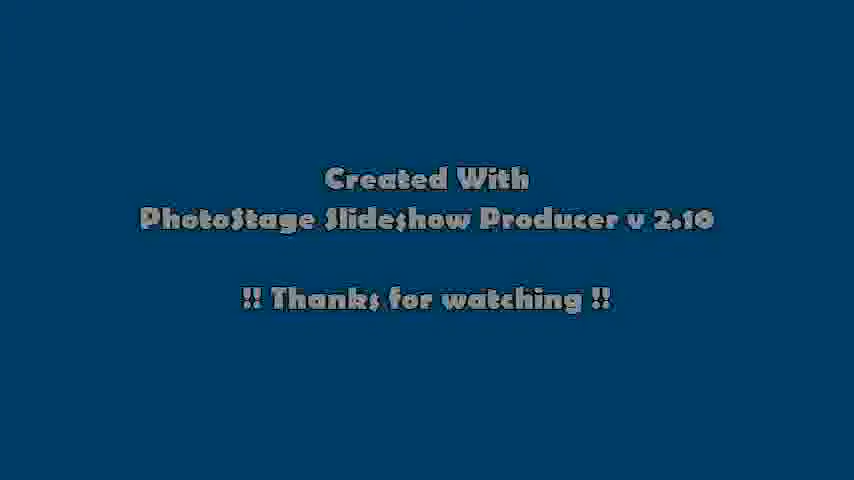 Created With
PhotoStage Slideshow Producer v 2.10
!! Thanks for watching !!